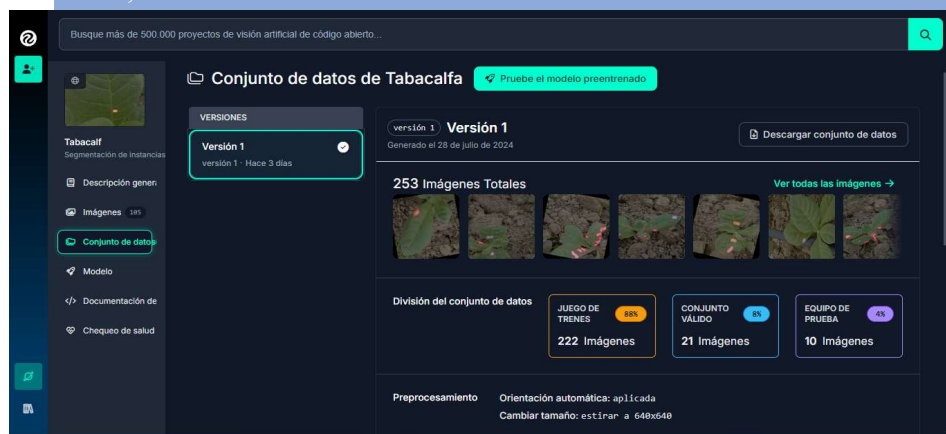 Busque más de 500.000 proyectos de visión artificial de código abierto...
Tabacalf
Segmentación de instancias
Descripción gener
Imágenes 105
Conjunto de datos
Modelo
Documentación de
Chequeo de salud
Conjunto de datos de Tabacalfa
Pruebe el modelo preentrenado
VERSIONES
Versión 1
versión 1 · Hace 3 días
versión 1 Versión 1
Generado el 28 de julio de 2024
Descargar conjunto de datos
253 Imágenes Totales
Ver todas las imágenes →
División del conjunto de datos
JUEGO DE
TRENES
88%
222 Imágenes
CONJUNTO
VÁLIDO
8%
21 Imágenes
EQUIPO DE
PRUEBA
4%
10 Imágenes
Preprocesamiento
Orientación automática: aplicada
Cambiar tamaño: estirar a 640x640